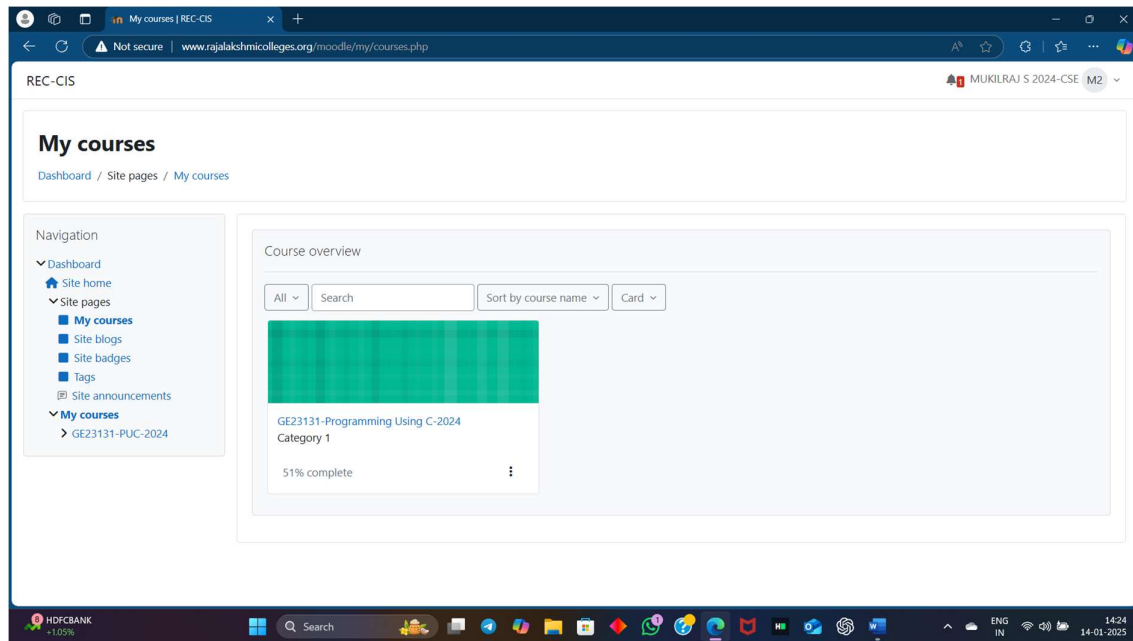 My courses | REC-CIS
Not secure | www.rajalakshmicolleges.org/moodle/my/courses.php
REC-CIS
1
MUKILRAJ S 2024-CSE M2
My courses
Dashboard / Site pages / My courses
Navigation
Dashboard
Site home
Site pages
My courses
Site blogs
Site badges
Tags
Site announcements
My courses
GE23131-PUC-2024
Course overview
All
Search
Sort by course name
Card
GE23131-Programming Using C-2024
Category 1
51% complete
8
HDFCBANK
+1.05%
Search
ENG
IN
14:24
14-01-2025